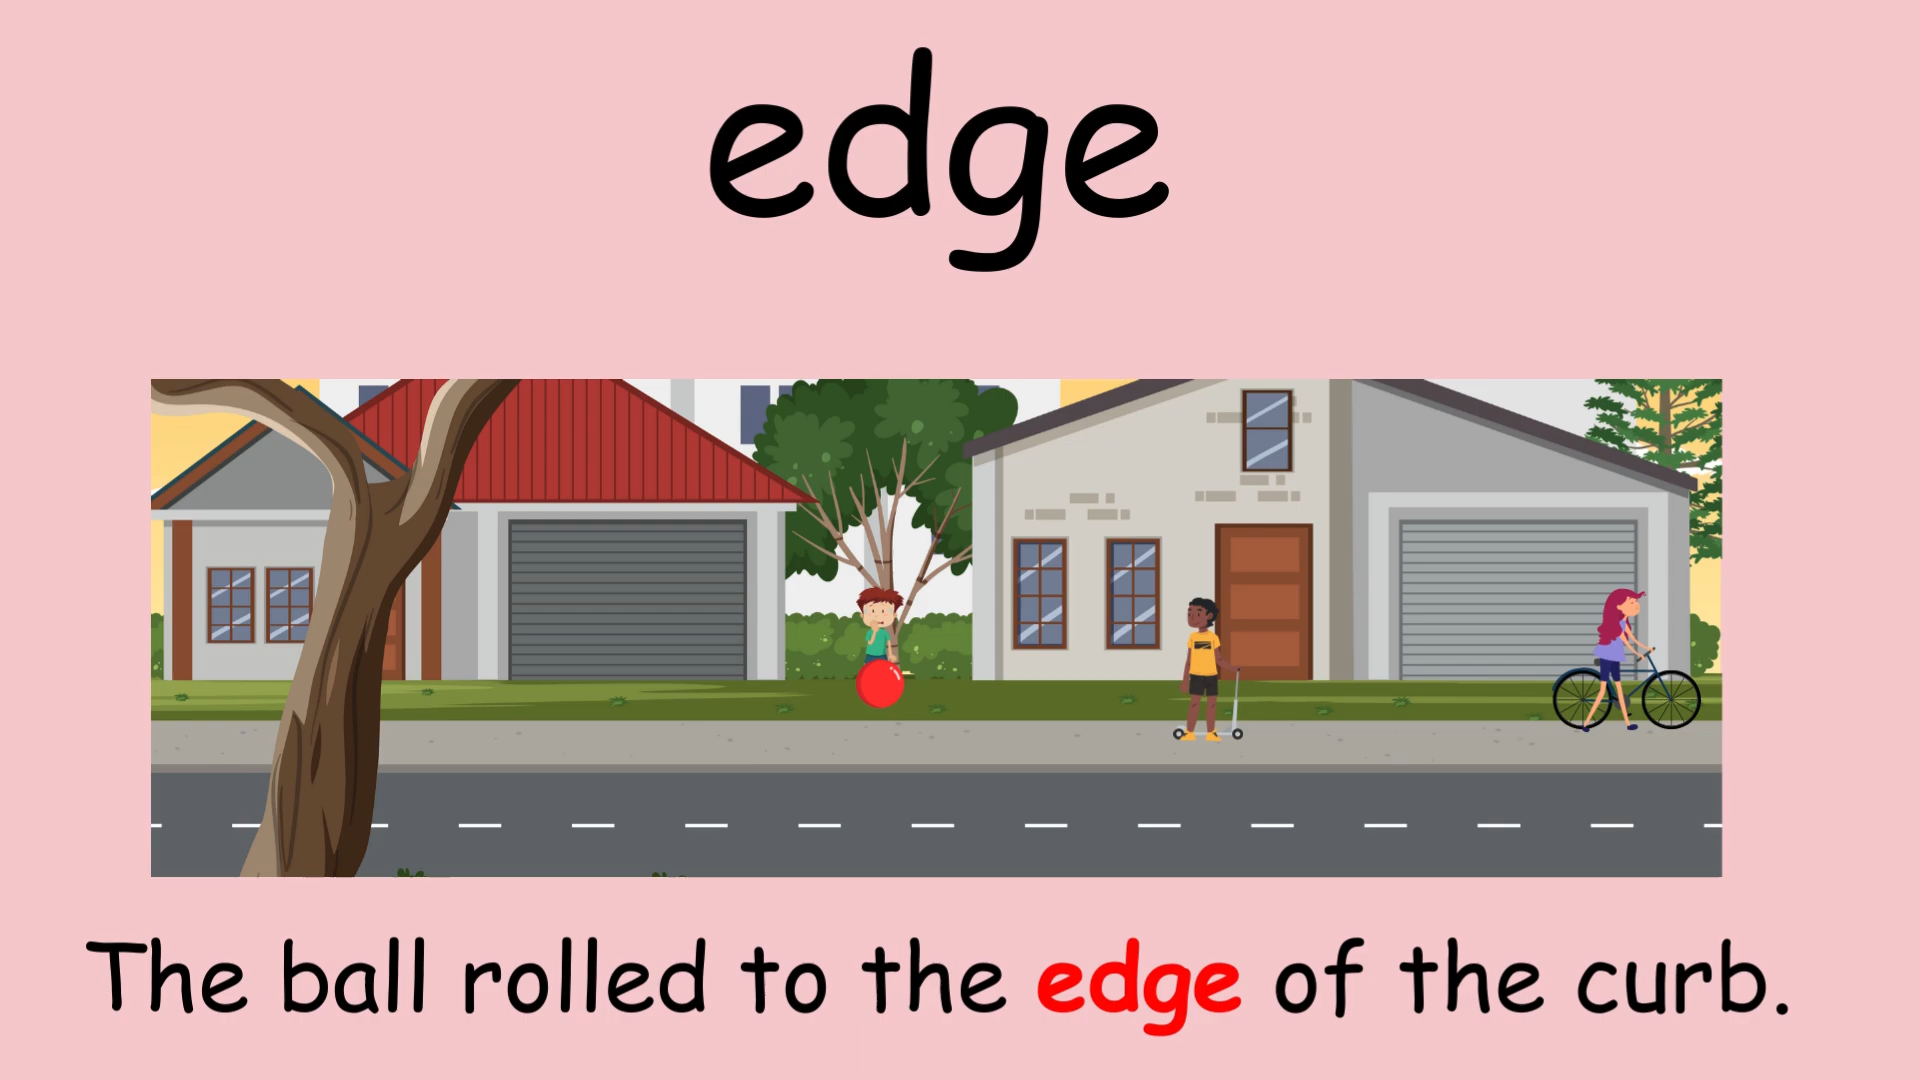 edge
The ball rolled to the edge of the curb.